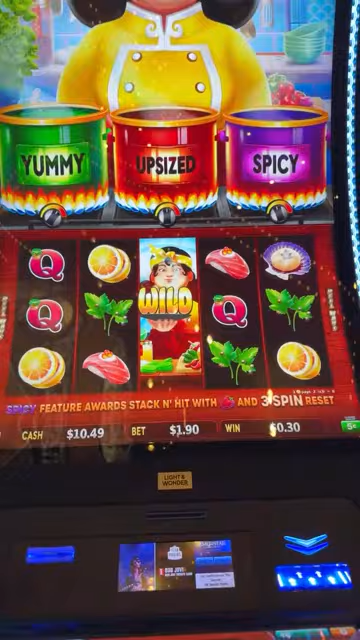 YUMMY
UPSIZED
SPICY
Q
WILD
Q
Q
SPICY FEATURE AWARDS STACK N' HIT WITH AND 3 SPIN RESET
CASH $10.49 BET $1.90 WIN $0.30
5¢
LIGHT & WONDER